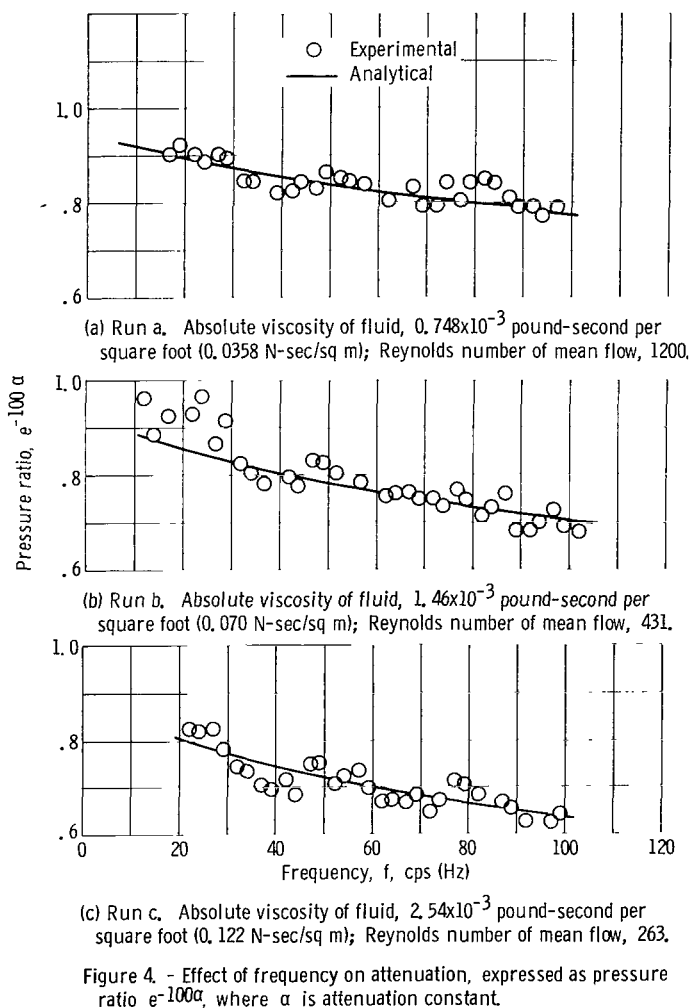 Experimental
Analytical
1.0
.8
.6
(a) Run a. Absolute viscosity of fluid, 0.748x10⁻³ pound-second per
square foot (0.0358 N-sec/sq m); Reynolds number of mean flow, 1200.
1.0
.8
.6
Pressure ratio, e⁻¹⁰⁰ α
(b) Run b. Absolute viscosity of fluid, 1.46x10⁻³ pound-second per
square foot (0.070 N-sec/sq m); Reynolds number of mean flow, 431.
1.0
.8
.6
0 20 40 60 80 100 120
Frequency, f, cps (Hz)
(c) Run c. Absolute viscosity of fluid, 2.54x10⁻³ pound-second per
square foot (0.122 N-sec/sq m); Reynolds number of mean flow, 263.
Figure 4. - Effect of frequency on attenuation, expressed as pressure
ratio e⁻¹⁰⁰α, where α is attenuation constant.